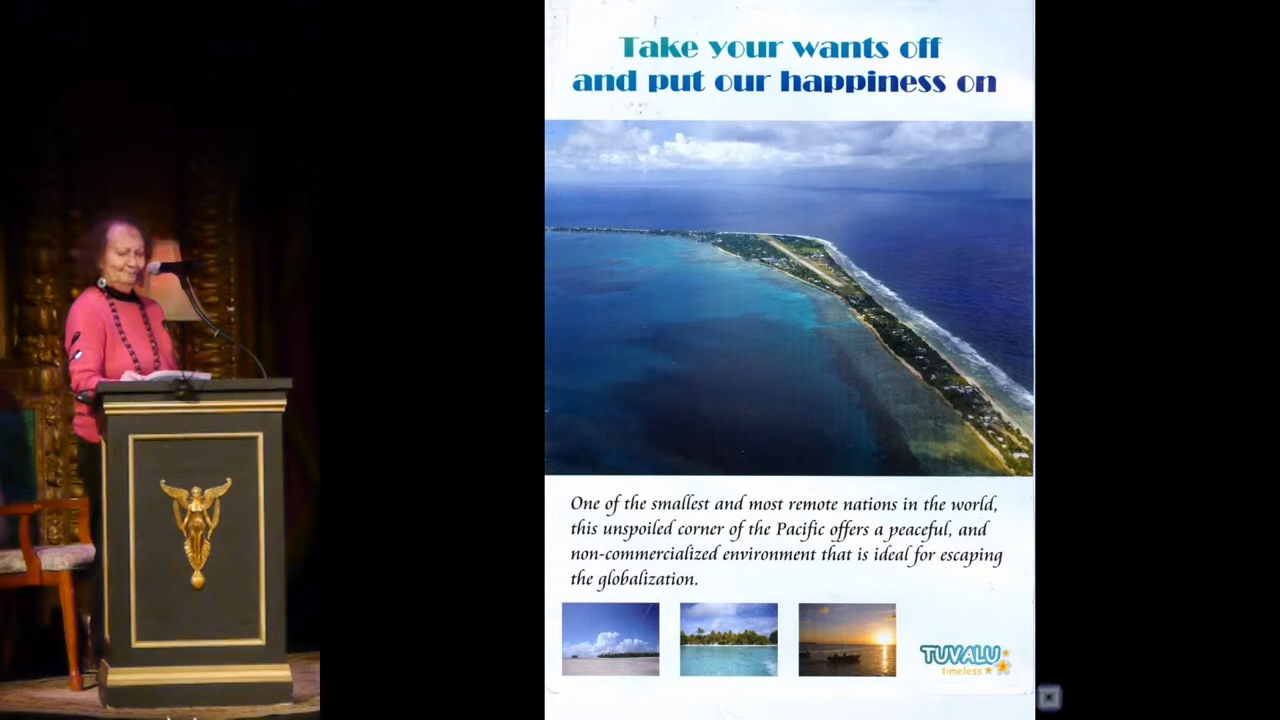 Take your wants off
and put our happiness on
One of the smallest and most remote nations in the world,
this unspoiled corner of the Pacific offers a peaceful, and
non-commercialized environment that is ideal for escaping
the globalization.
TUVALU
timeless